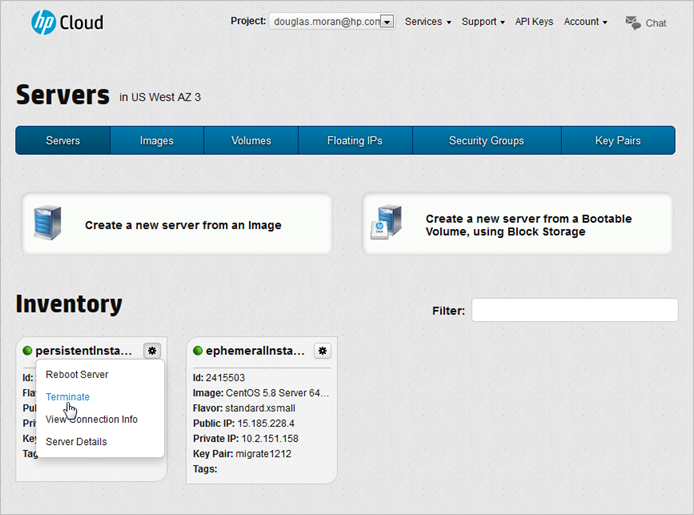 hp Cloud
Project: douglas.moran@hp.con Services Support API Keys Account Chat
Servers in US West AZ 3
Servers Images Volumes Floating IPs Security Groups Key Pairs
Create a new server from an Image
Create a new server from a Bootable
Volume, using Block Storage
Inventory
Filter:
persistentInsta...
Reboot Server
Terminate
View Connection Info
Server Details
Id: 2
Fla
Pu
Pri
Key
Tag
ephemeralInsta...
Id: 2415503
Image: CentOS 5.8 Server 64...
Flavor: standard.xsmall
Public IP: 15.185.228.4
Private IP: 10.2.151.158
Key Pair: migrate1212
Tags: